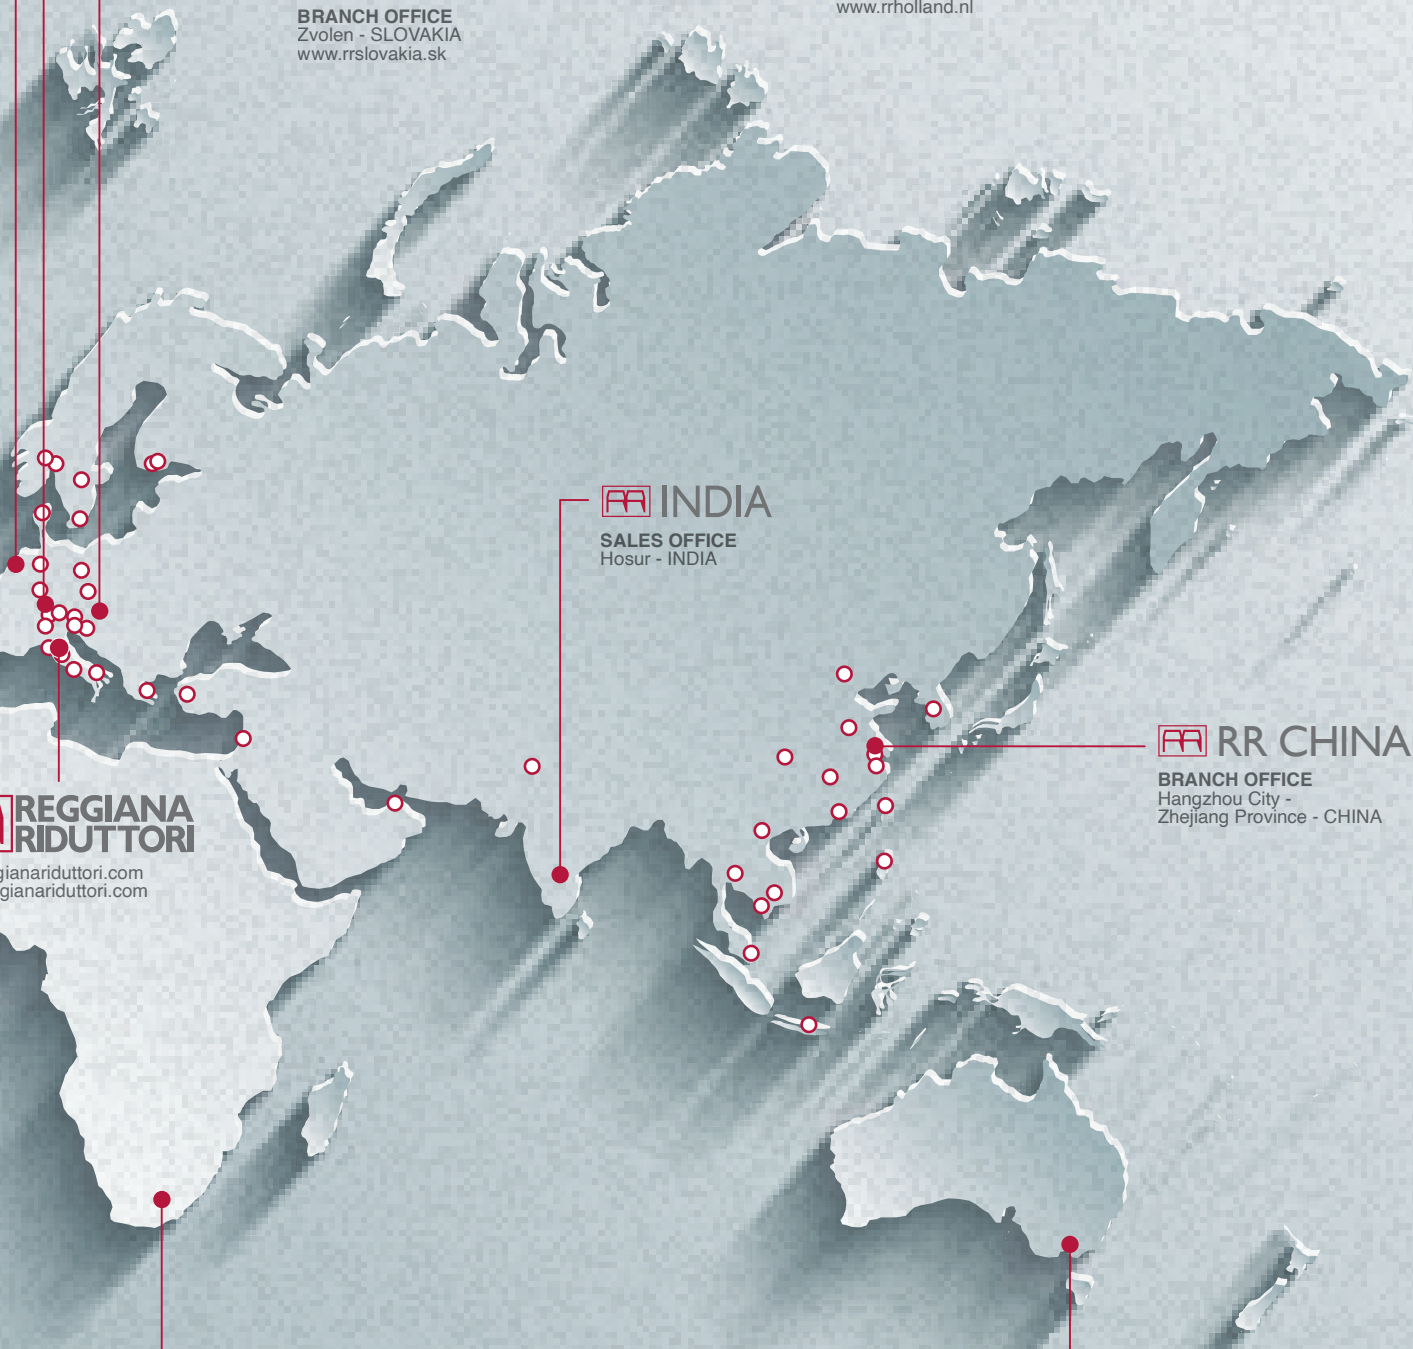 BRANCH OFFICE
Zvolen - SLOVAKIA
www.rrslovakia.sk
www.rrholland.nl
INDIA
SALES OFFICE
Hosur - INDIA
RR CHINA
BRANCH OFFICE
Hangzhou City -
Zhejiang Province - CHINA
REGGIANA
RIDUTTORI
gianariduttori.com
gianariduttori.com